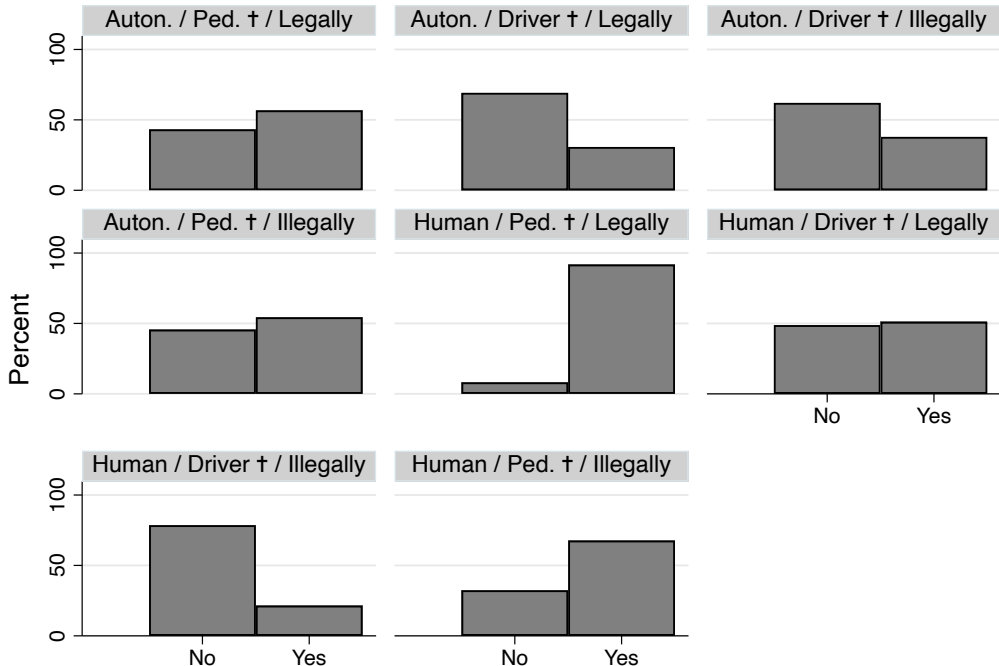 Auton. / Ped. † / Legally
Auton. / Driver † / Legally
Auton. / Driver † / Illegally
100
50
0
Auton. / Ped. † / Illegally
Human / Ped. † / Legally
Human / Driver † / Legally
100
50
0
No Yes
Percent
Human / Driver † / Illegally
Human / Ped. † / Illegally
100
50
0
No Yes
No Yes